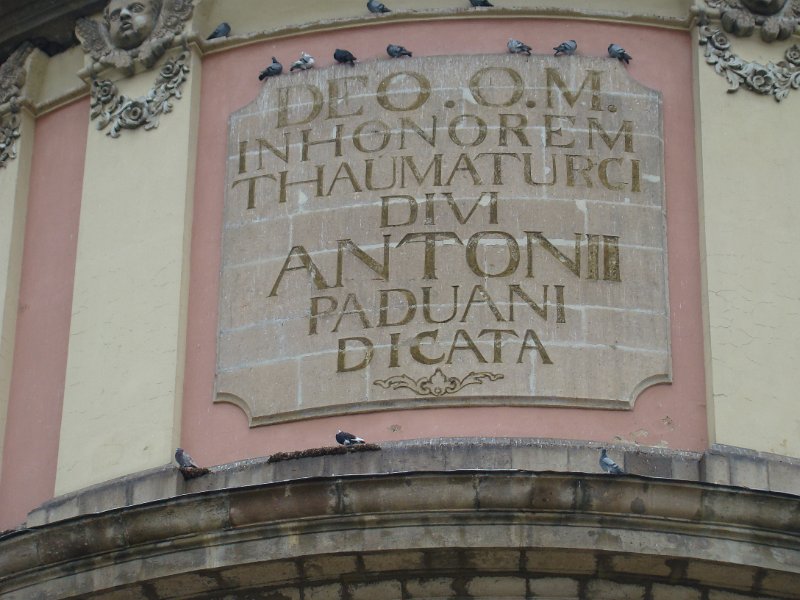 DEO. O. M.
IN HONOREM
THAUMATURCI
DIVI
ANTONII
PADUANI
DICATA